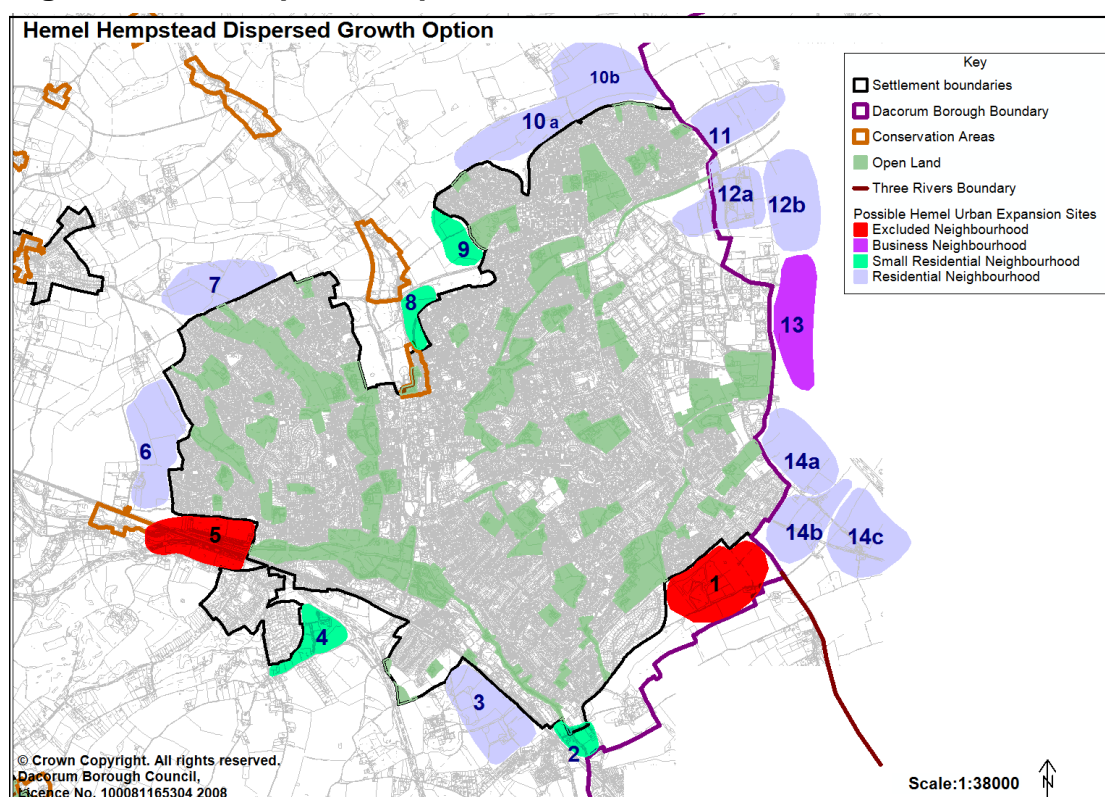 Hemel Hempstead Dispersed Growth Option
Key
Settlement boundaries
Dacorum Borough Boundary
Conservation Areas
Open Land
Three Rivers Boundary
Possible Hemel Urban Expansion Sites
Excluded Neighbourhood
Business Neighbourhood
Small Residential Neighbourhood
Residential Neighbourhood
10b
10 a
11
12a
12b
9
7
8
13
6
14a
14b
14c
5
1
4
3
2
© Crown Copyright. All rights reserved.
Dacorum Borough Council,
Licence No. 100081165304 2008
Scale:1:38000
N